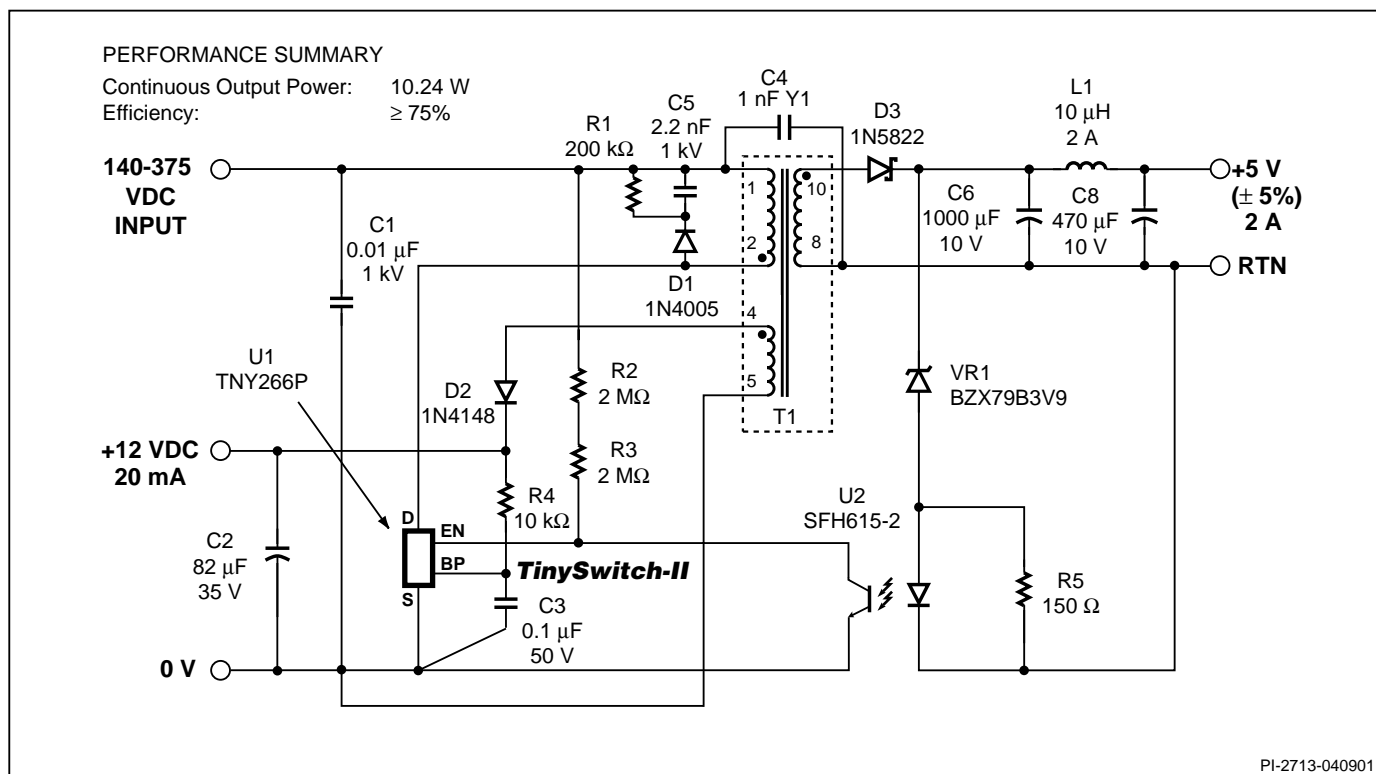 PERFORMANCE SUMMARY
Continuous Output Power: 10.24 W
Efficiency: ≥ 75%
C4
1 nF Y1
L1
10 μH
2 A
C5
2.2 nF
1 kV
D3
1N5822
R1
200 kΩ
140-375
VDC
INPUT
+5 V
(± 5%)
2 A
1
10
C1
0.01 μF
1 kV
C6
1000 μF
10 V
C8
470 μF
10 V
2
8
RTN
D1
1N4005
4
5
T1
U1
TNY266P
D2
1N4148
R2
2 MΩ
VR1
BZX79B3V9
+12 VDC
20 mA
R3
2 MΩ
R4
10 kΩ
U2
SFH615-2
D
EN
BP
S
TinySwitch-II
C2
82 μF
35 V
C3
0.1 μF
50 V
R5
150 Ω
0 V
PI-2713-040901